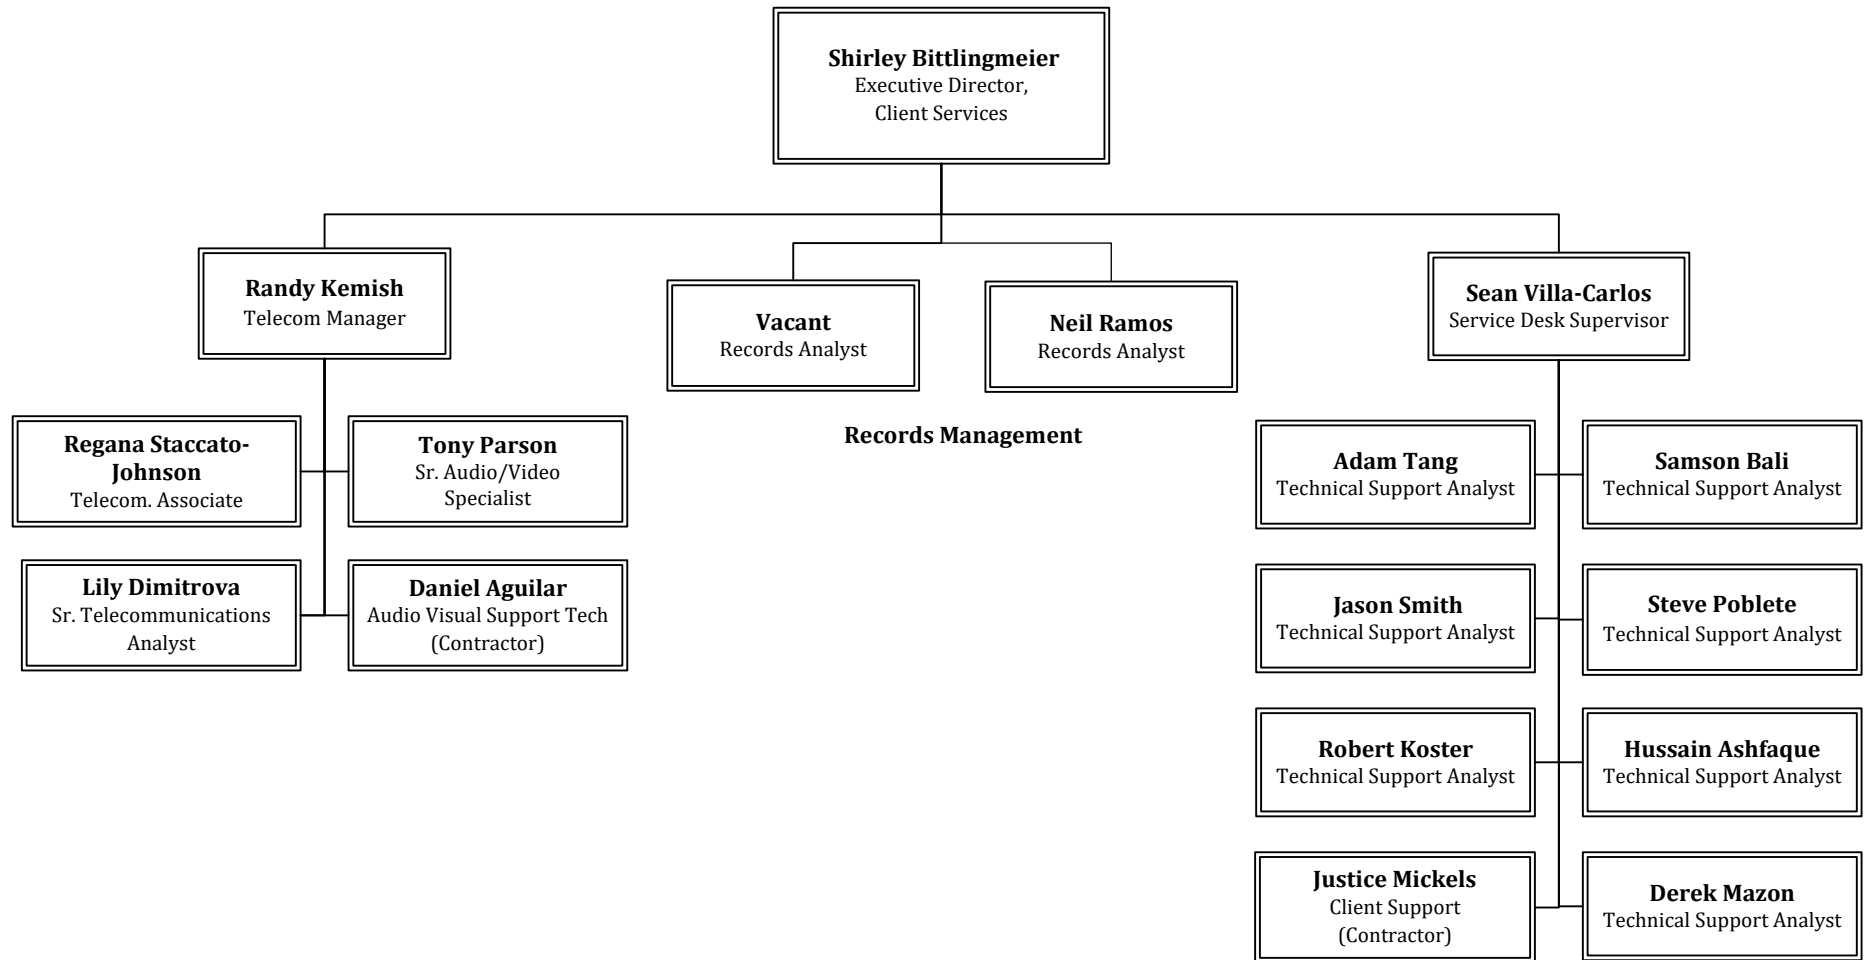 Shirley Bittlingmeier
Executive Director,
Client Services
Randy Kemish
Telecom Manager
Vacant
Records Analyst
Neil Ramos
Records Analyst
Sean Villa-Carlos
Service Desk Supervisor
Records Management
Regana Staccato-
Johnson
Telecom. Associate
Tony Parson
Sr. Audio/Video
Specialist
Lily Dimitrova
Sr. Telecommunications
Analyst
Daniel Aguilar
Audio Visual Support Tech
(Contractor)
Adam Tang
Technical Support Analyst
Samson Bali
Technical Support Analyst
Jason Smith
Technical Support Analyst
Steve Poblete
Technical Support Analyst
Robert Koster
Technical Support Analyst
Hussain Ashfaque
Technical Support Analyst
Justice Mickels
Client Support
(Contractor)
Derek Mazon
Technical Support Analyst